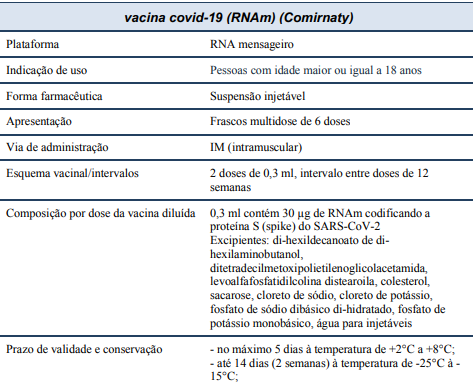 vacina covid-19 (RNAm) (Comirnaty)
Plataforma RNA mensageiro
Indicação de uso Pessoas com idade maior ou igual a 18 anos
Forma farmacêutica Suspensão injetável
Apresentação Frascos multidose de 6 doses
Via de administração IM (intramuscular)
Esquema vacinal/intervalos 2 doses de 0,3 ml, intervalo entre doses de 12
semanas
Composição por dose da vacina diluída 0,3 ml contém 30 µg de RNAm codificando a
proteína S (spike) do SARS-CoV-2
Excipientes: di-hexildecanoato de di-
hexilaminobutanol,
ditetradecilmetoxipolietilenoglicolacetamida,
levoalfafosfatidilcolina distearoila, colesterol,
sacarose, cloreto de sódio, cloreto de potássio,
fosfato de sódio dibásico di-hidratado, fosfato de
potássio monobásico, água para injetáveis
Prazo de validade e conservação - no máximo 5 dias à temperatura de +2°C a +8°C;
- até 14 dias (2 semanas) à temperatura de -25°C à -
15°C;